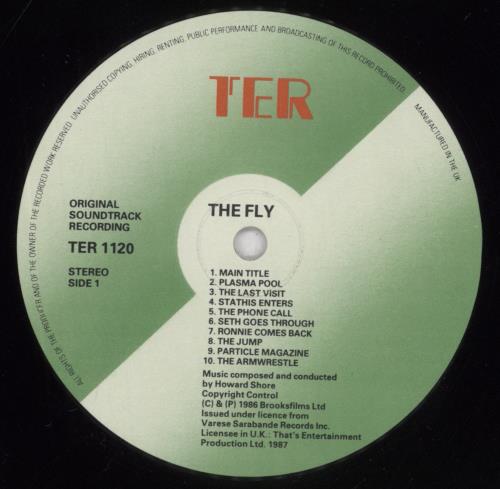 ALL RIGHTS OF THE PRODUCER AND OF THE OWNER OF THE RECORDED WORK RESERVED. UNAUTHORISED COPYING, HIRING, RENTING, PUBLIC PERFORMANCE AND BROADCASTING OF THIS RECORD PROHIBITED.
MANUFACTURED IN THE UK
TER
ORIGINAL
SOUNDTRACK
RECORDING
TER 1120
STEREO
SIDE 1
THE FLY
1. MAIN TITLE
2. PLASMA POOL
3. THE LAST VISIT
4. STATHIS ENTERS
5. THE PHONE CALL
6. SETH GOES THROUGH
7. RONNIE COMES BACK
8. THE JUMP
9. PARTICLE MAGAZINE
10. THE ARMWRESTLE
Music composed and conducted
by Howard Shore
Copyright Control
(C) & (P) 1986 Brooksfilms Ltd
Issued under licence from
Varese Sarabande Records Inc.
Licensee in U.K.: That's Entertainment
Production Ltd. 1987